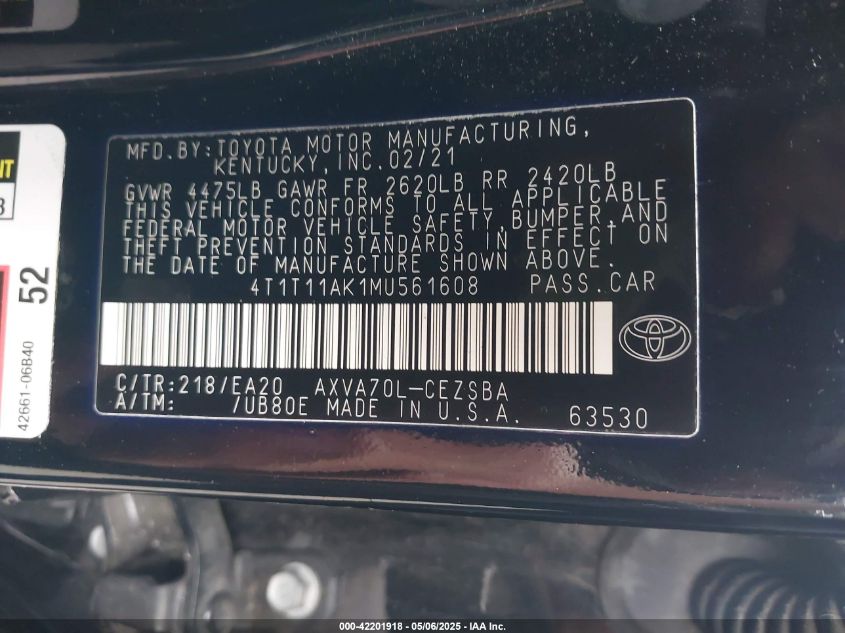 MFD.BY:TOYOTA MOTOR MANUFACTURING,
KENTUCKY,INC.02/21
GVWR 4475LB GAWR FR 2620LB RR 2420LB
THIS VEHICLE CONFORMS TO ALL APPLICABLE
FEDERAL MOTOR VEHICLE SAFETY,BUMPER,AND
THEFT PREVENTION STANDARDS IN EFFECT ON
THE DATE OF MANUFACTURE SHOWN ABOVE.
4T1T11AK1MU561608 PASS.CAR
C/TR:218/EA20 AXVA70L-CEZSBA
A/TM: /UB80E MADE IN U.S.A. 63530
52
42661-06B40
000-42201918 - 05/06/2025 - IAA Inc.